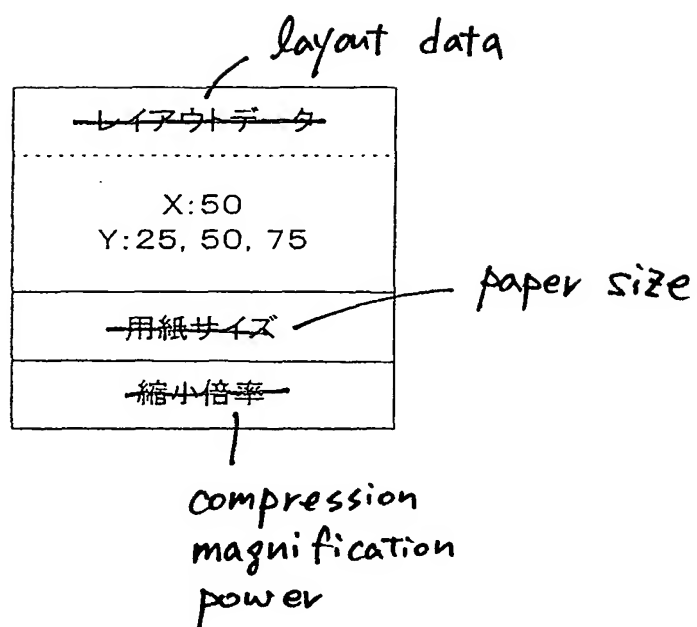 layout data
レイアウトデータ
X:50
Y:25, 50, 75
paper size
用紙サイズ
縮小倍率
compression
magnification
power